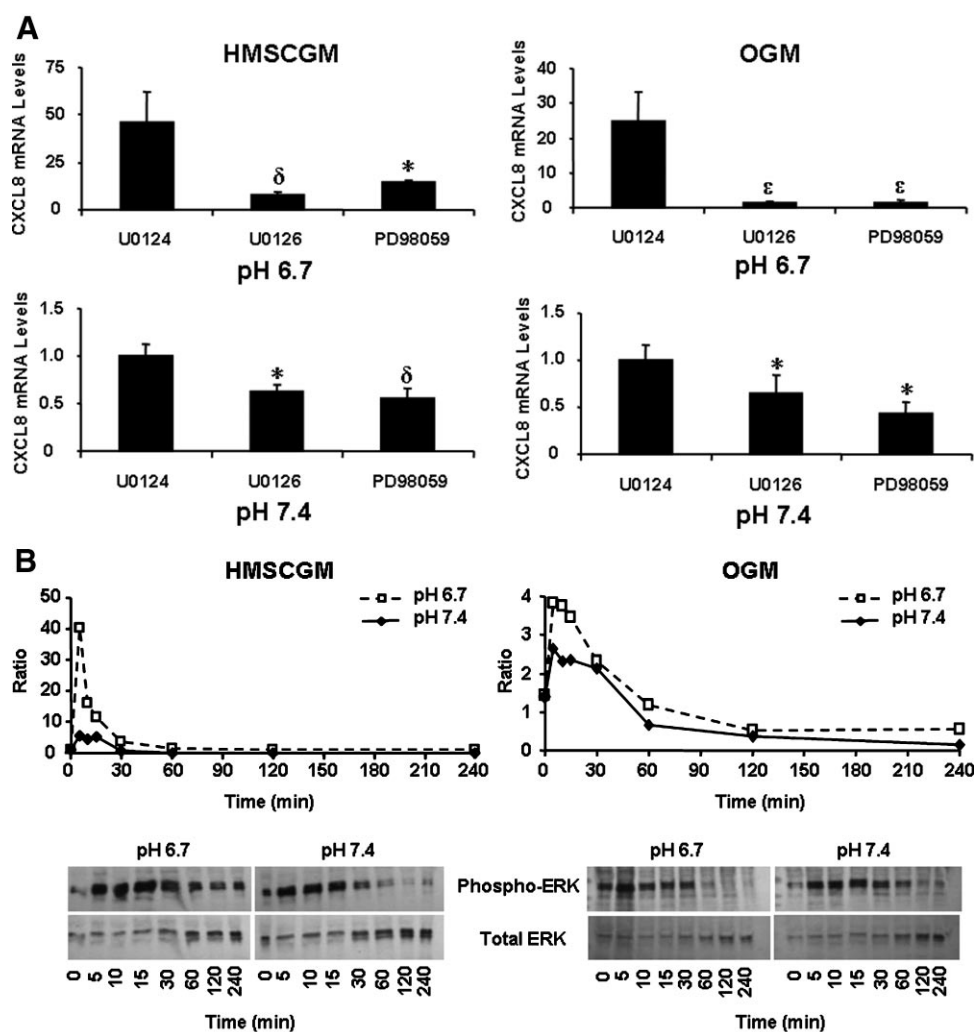 A
HMSCGM
OGM
CXCL8 mRNA Levels
75
50
25
0
δ
*
U0124 U0126 PD98059
pH 6.7
CXCL8 mRNA Levels
40
30
20
10
0
ε
ε
U0124 U0126 PD98059
pH 6.7
CXCL8 mRNA Levels
1.5
1.0
0.5
0
*
δ
U0124 U0126 PD98059
pH 7.4
CXCL8 mRNA Levels
1.5
1.0
0.5
0
*
*
U0124 U0126 PD98059
pH 7.4
B
HMSCGM
Ratio
50
40
30
20
10
0
pH 6.7
pH 7.4
0 30 60 90 120 150 180 210 240
Time (min)
OGM
Ratio
4
3
2
1
0
pH 6.7
pH 7.4
0 30 60 90 120 150 180 210 240
Time (min)
pH 6.7 pH 7.4
pH 6.7 pH 7.4
Phospho-ERK
Total ERK
0 5 10 15 30 60 120 240 0 5 10 15 30 60 120 240
0 5 10 15 30 60 120 240 0 5 10 15 30 60 120 240
Time (min) Time (min)
Time (min) Time (min)